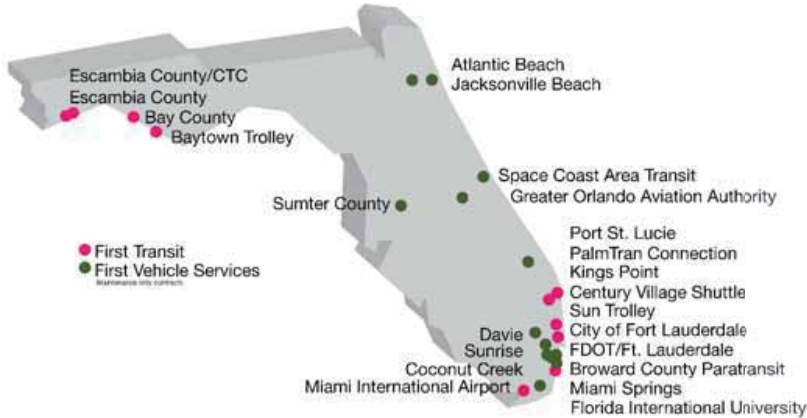 Escambia County/CTC
Escambia County
Bay County
Baytown Trolley
Atlantic Beach
Jacksonville Beach
Space Coast Area Transit
Greater Orlando Aviation Authority
Sumter County
First Transit
First Vehicle Services
Maintenance only contracts
Port St. Lucie
PalmTran Connection
Kings Point
Century Village Shuttle
Sun Trolley
City of Fort Lauderdale
FDOT/Ft. Lauderdale
Broward County Paratransit
Miami Springs
Florida International University
Davie
Sunrise
Coconut Creek
Miami International Airport